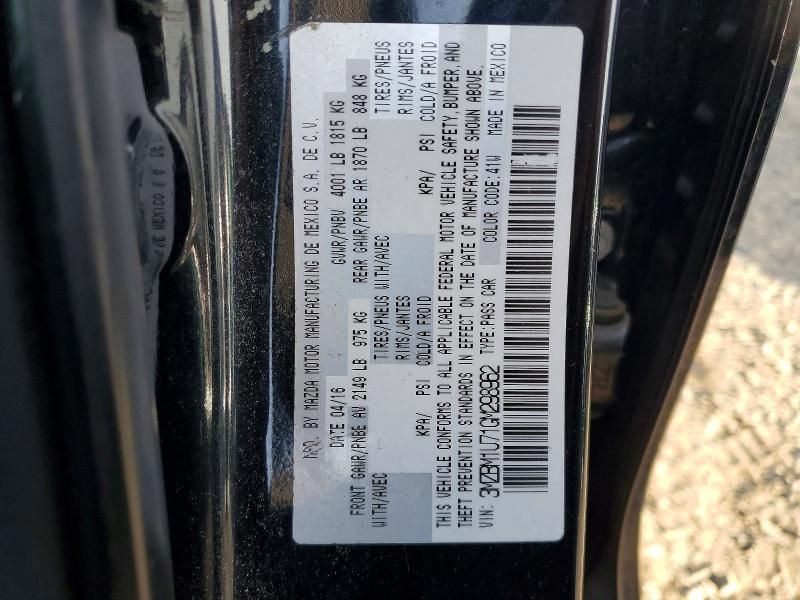 MFD. BY MAZDA MOTOR MANUFACTURING DE MEXICO S.A. DE C.V.
DATE 04/16 GVWR/PNBV 4001 LB 1815 KG
FRONT GAWR/PNBE AV 2149 LB 975 KG REAR GAWR/PNBE AR 1870 LB 848 KG
WITH/AVEC TIRES/PNEUS WITH/AVEC TIRES/PNEUS
RIMS/JANTES RIMS/JANTES
KPA/ PSI COLD/A FROID KPA/ PSI COLD/A FROID
THIS VEHICLE CONFORMS TO ALL APPLICABLE FEDERAL MOTOR VEHICLE SAFETY, BUMPER, AND
THEFT PREVENTION STANDARDS IN EFFECT ON THE DATE OF MANUFACTURE SHOWN ABOVE.
VIN: 3MZBM1U71GM298962 TYPE:PASS CAR COLOR CODE:41W MADE IN MEXICO